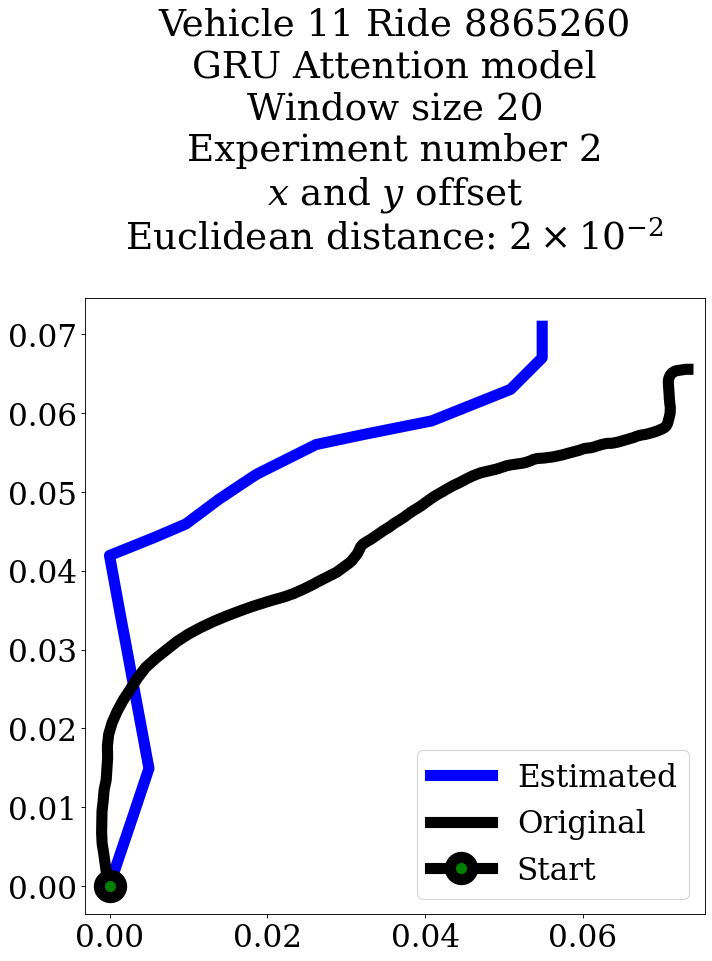 Vehicle 11 Ride 8865260
GRU Attention model
Window size 20
Experiment number 2
x and y offset
Euclidean distance: 2 × 10⁻²
0.07
0.06
0.05
0.04
0.03
0.02
0.01
0.00
Estimated
Original
Start
0.00 0.02 0.04 0.06